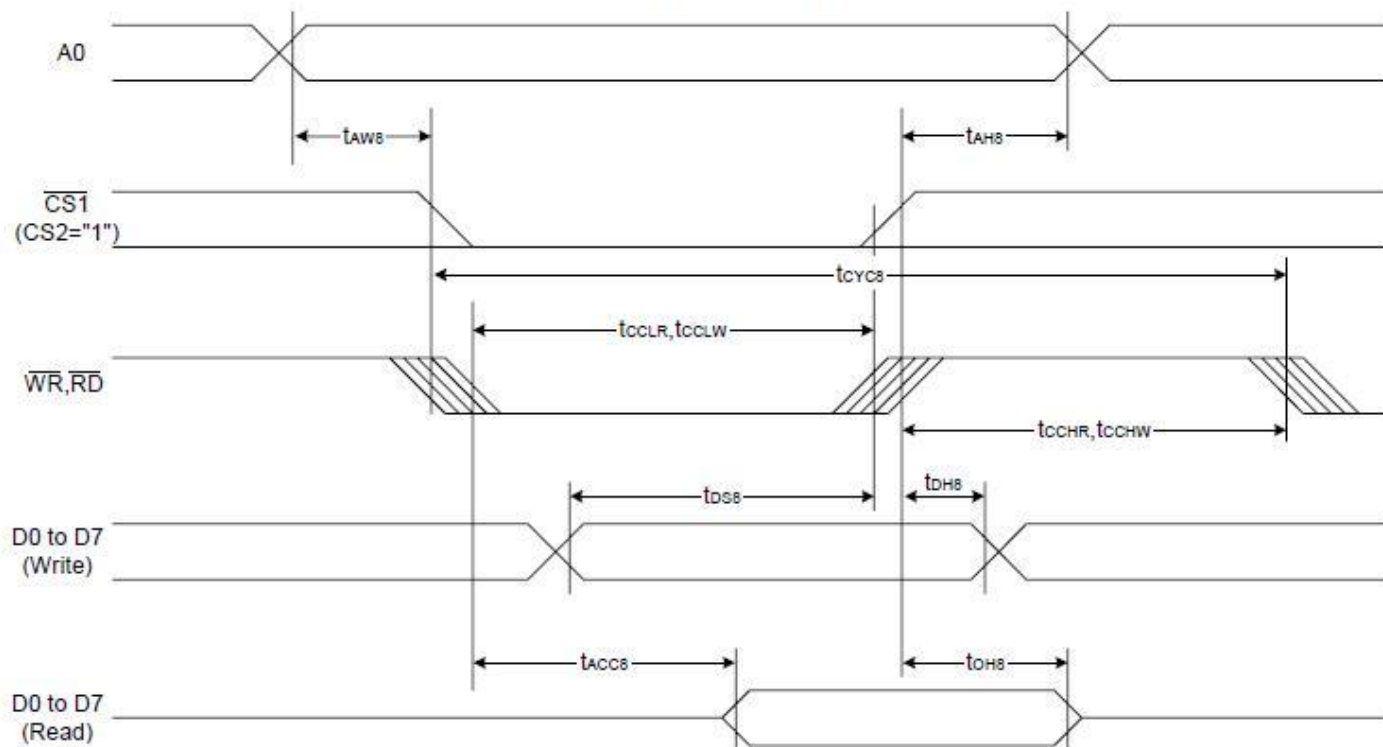 A0
tAW8
tAH8
CS1
(CS2="1")
tCYC8
tCCLR,tCCLW
WR,RD
tCCHR,tCCHW
tDS8
tDH8
D0 to D7
(Write)
tACC8
tOH8
D0 to D7
(Read)